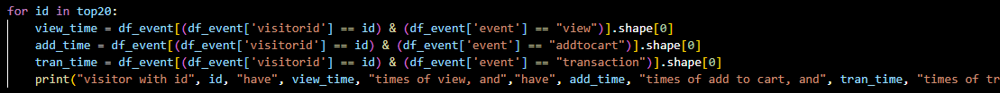 for id in top20:
    view_time = df_event[(df_event['visitorid'] == id) & (df_event['event'] == "view")].shape[0]
    add_time = df_event[(df_event['visitorid'] == id) & (df_event['event'] == "addtocart")].shape[0]
    tran_time = df_event[(df_event['visitorid'] == id) & (df_event['event'] == "transaction")].shape[0]
    print("visitor with id", id, "have", view_time, "times of view, and","have", add_time, "times of add to cart, and", tran_time, "times of tr